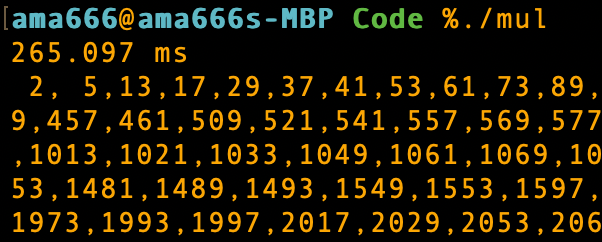 [ama666@ama666s-MBP Code %./mul
265.097 ms
 2, 5,13,17,29,37,41,53,61,73,89,
9,457,461,509,521,541,557,569,577
,1013,1021,1033,1049,1061,1069,10
53,1481,1489,1493,1549,1553,1597,
1973,1993,1997,2017,2029,2053,206